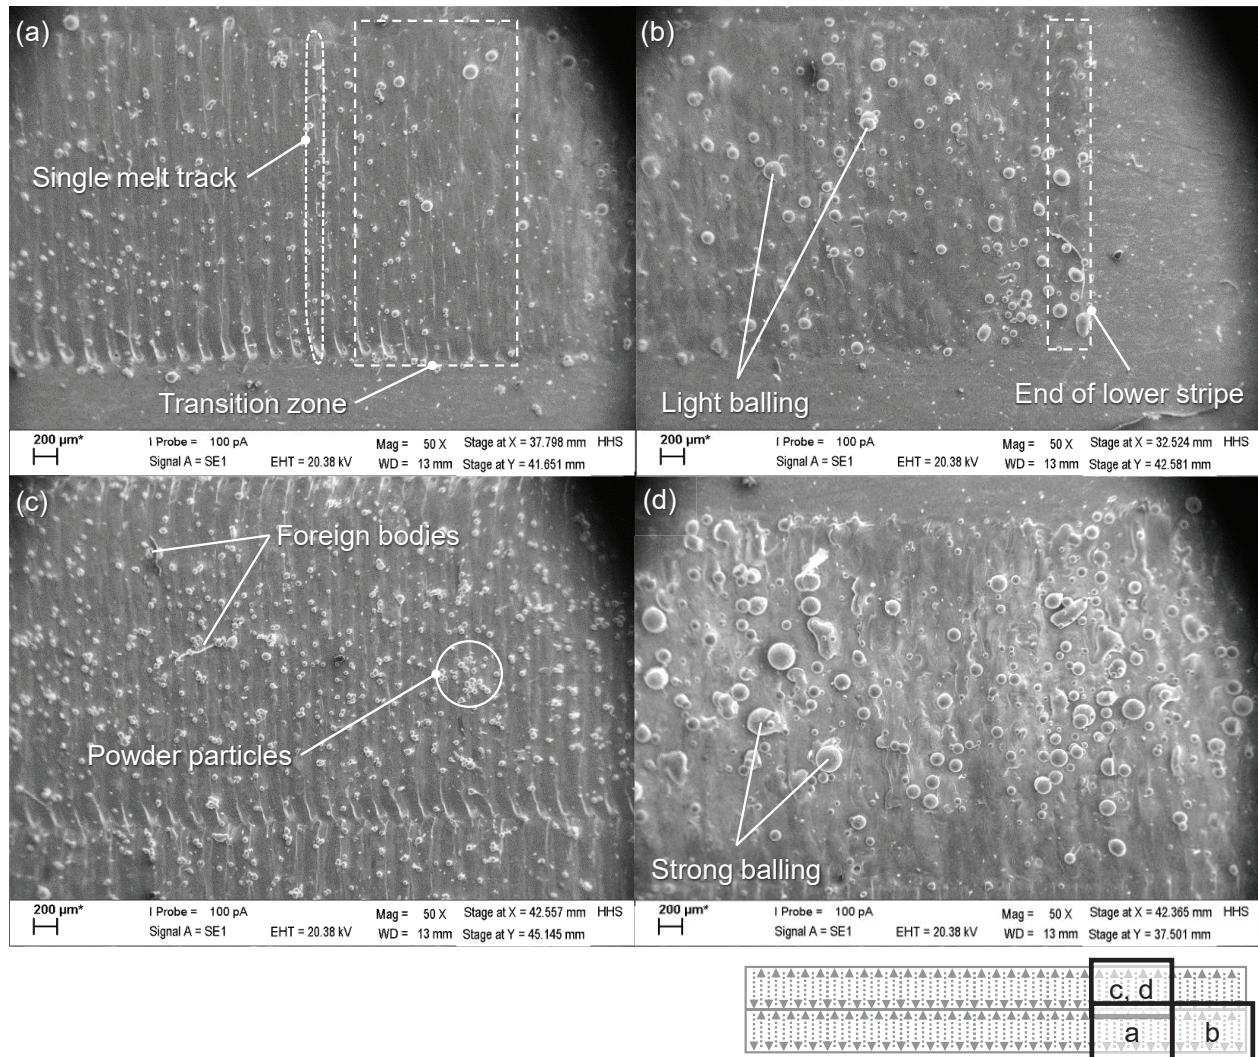 (a)
Single melt track
Transition zone
200 µm*
I Probe = 100 pA
Mag = 50 X
Stage at X = 37.798 mm
HHS
Signal A = SE1
EHT = 20.38 kV
WD = 13 mm
Stage at Y = 41.651 mm
(b)
Light balling
End of lower stripe
200 µm*
I Probe = 100 pA
Mag = 50 X
Stage at X = 32.524 mm
HHS
Signal A = SE1
EHT = 20.38 kV
WD = 13 mm
Stage at Y = 42.581 mm
(c)
Foreign bodies
Powder particles
200 µm*
I Probe = 100 pA
Mag = 50 X
Stage at X = 42.557 mm
HHS
Signal A = SE1
EHT = 20.38 kV
WD = 13 mm
Stage at Y = 45.145 mm
(d)
Strong balling
200 µm*
I Probe = 100 pA
Mag = 50 X
Stage at X = 42.365 mm
HHS
Signal A = SE1
EHT = 20.38 kV
WD = 13 mm
Stage at Y = 37.501 mm
c, d
a
b